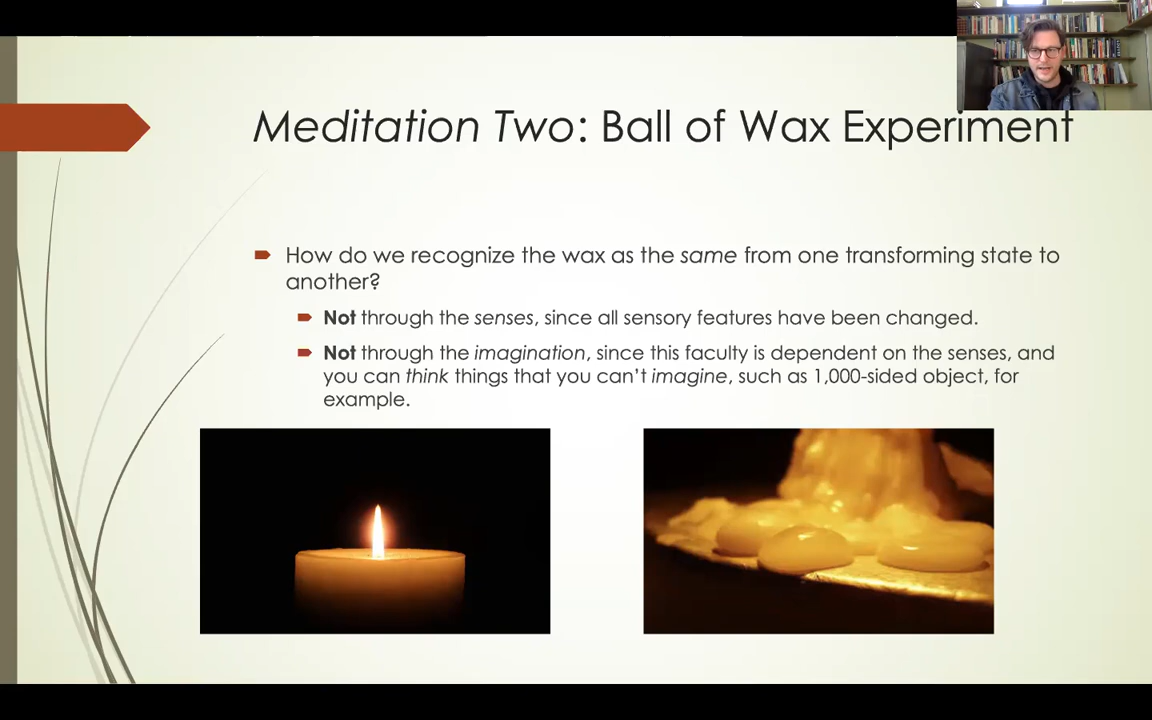 Meditation Two: Ball of Wax Experiment
How do we recognize the wax as the same from one transforming state to
another?
Not through the senses, since all sensory features have been changed.
Not through the imagination, since this faculty is dependent on the senses, and
you can think things that you can't imagine, such as 1,000-sided object, for
example.